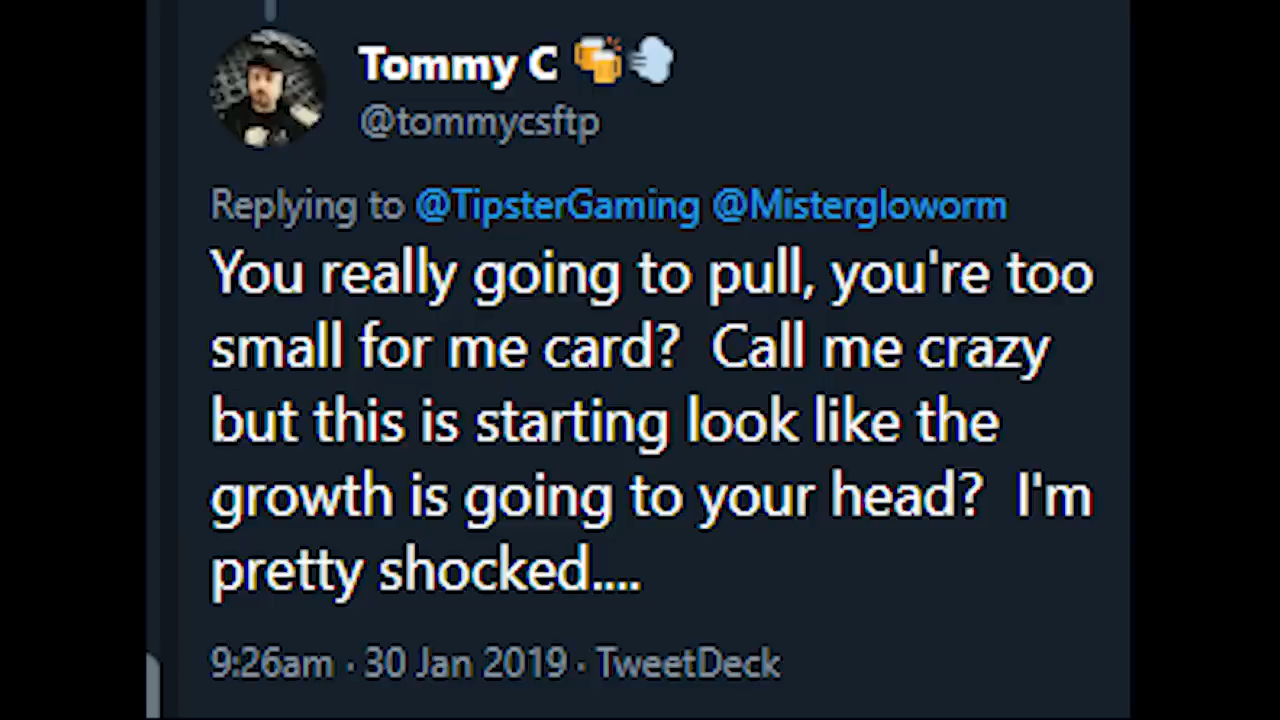 Tommy C 🍻💨
@tommycsftp
Replying to @TipsterGaming @Mistergloworm
You really going to pull, you're too
small for me card?  Call me crazy
but this is starting look like the
growth is going to your head?  I'm
pretty shocked....
9:26am · 30 Jan 2019 · TweetDeck